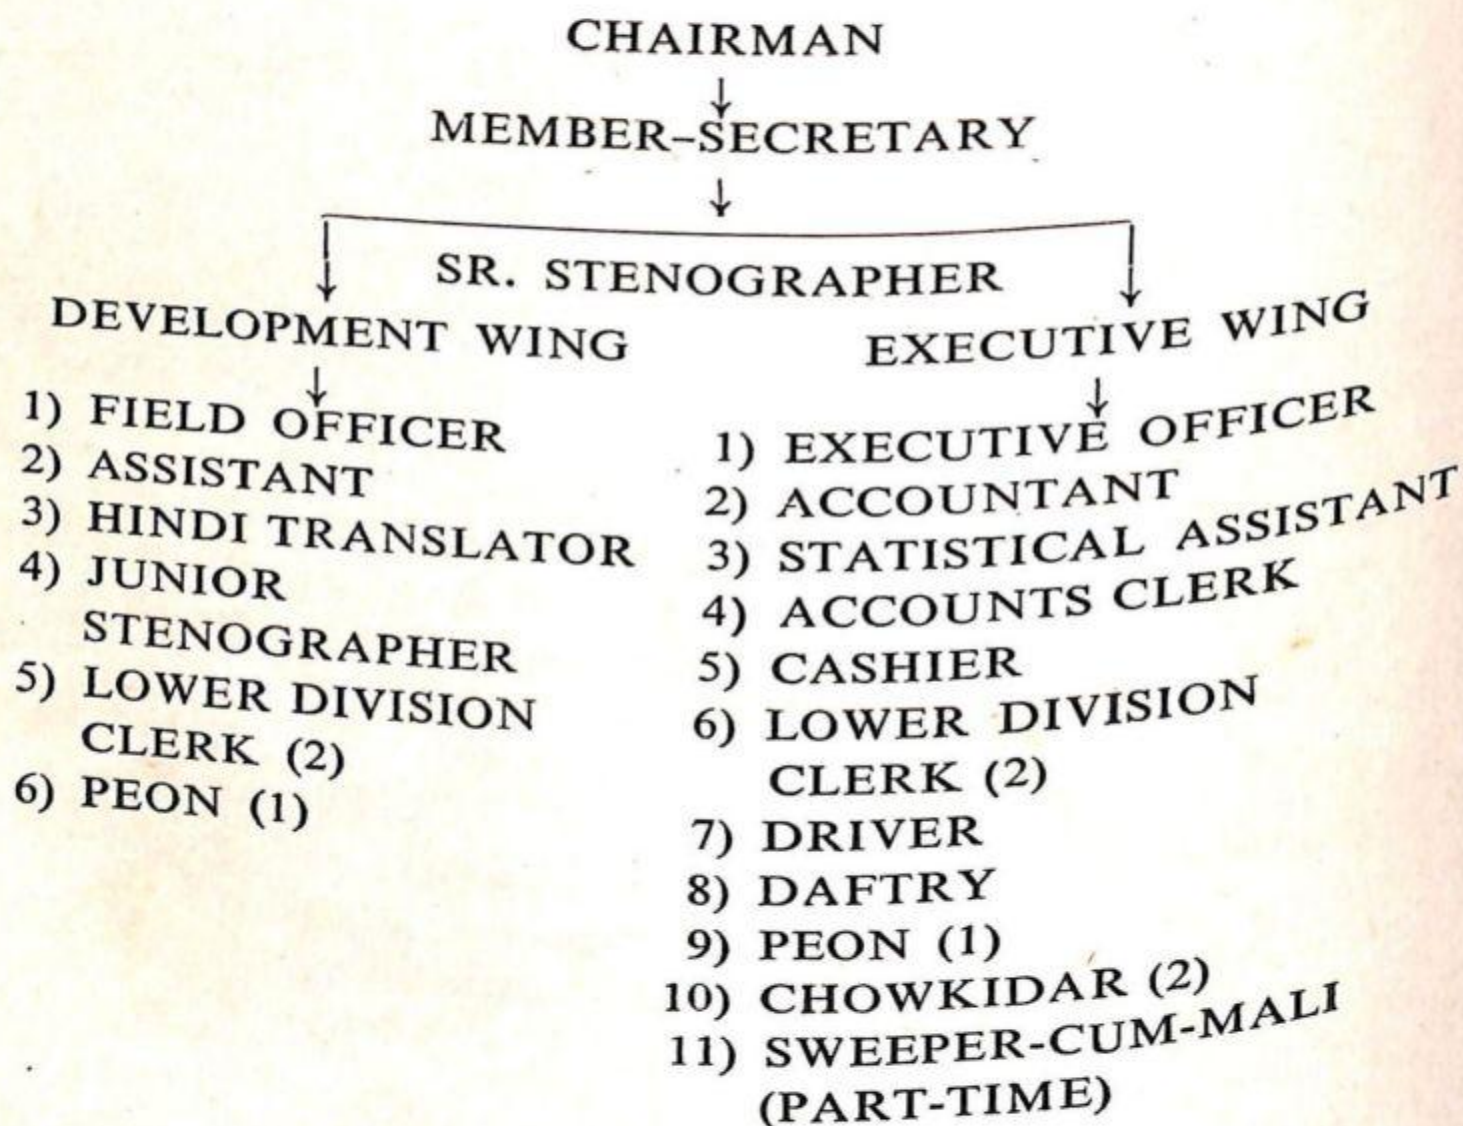 CHAIRMAN
MEMBER-SECRETARY
SR. STENOGRAPHER
DEVELOPMENT WING
1) FIELD OFFICER
2) ASSISTANT
3) HINDI TRANSLATOR
4) JUNIOR
STENOGRAPHER
5) LOWER DIVISION
CLERK (2)
6) PEON (1)
EXECUTIVE WING
1) EXECUTIVE OFFICER
2) ACCOUNTANT
3) STATISTICAL ASSISTANT
4) ACCOUNTS CLERK
5) CASHIER
6) LOWER DIVISION
CLERK (2)
7) DRIVER
8) DAFTRY
9) PEON (1)
10) CHOWKIDAR (2)
11) SWEEPER-CUM-MALI
(PART-TIME)